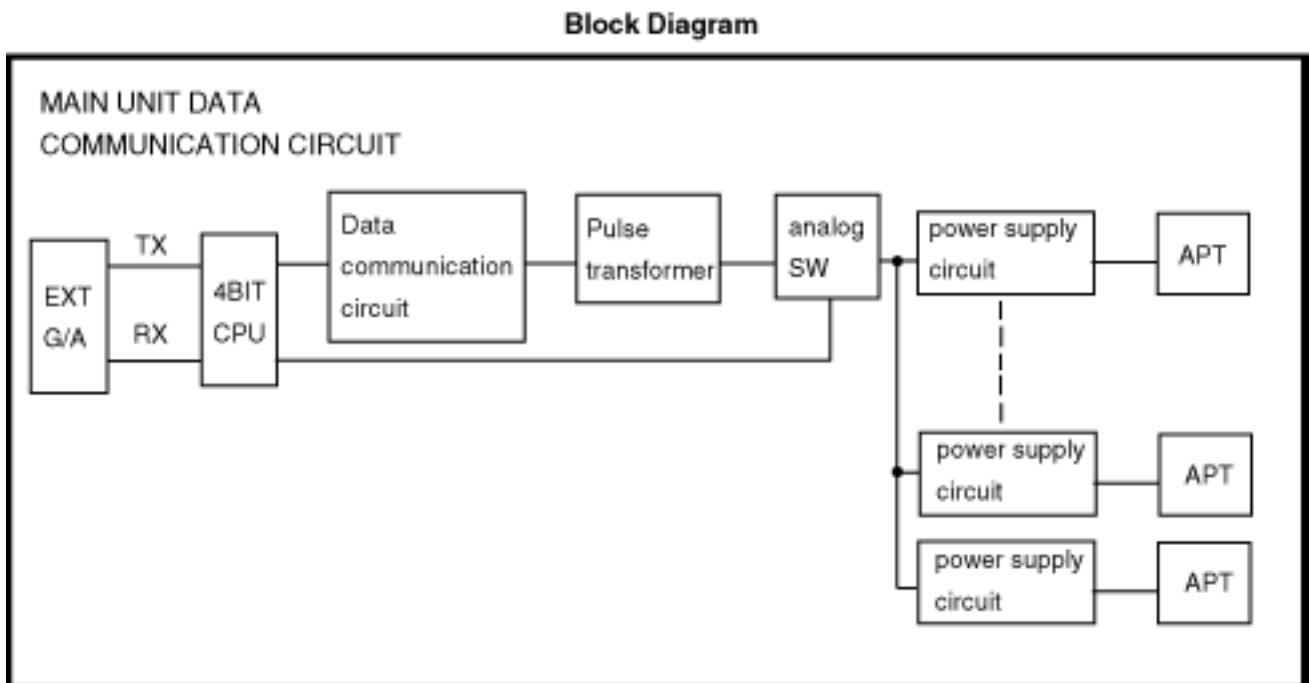 Block Diagram
MAIN UNIT DATA
COMMUNICATION CIRCUIT
EXT
G/A
TX
RX
4BIT
CPU
Data
communication
circuit
Pulse
transformer
analog
SW
power supply
circuit
APT
power supply
circuit
APT
power supply
circuit
APT